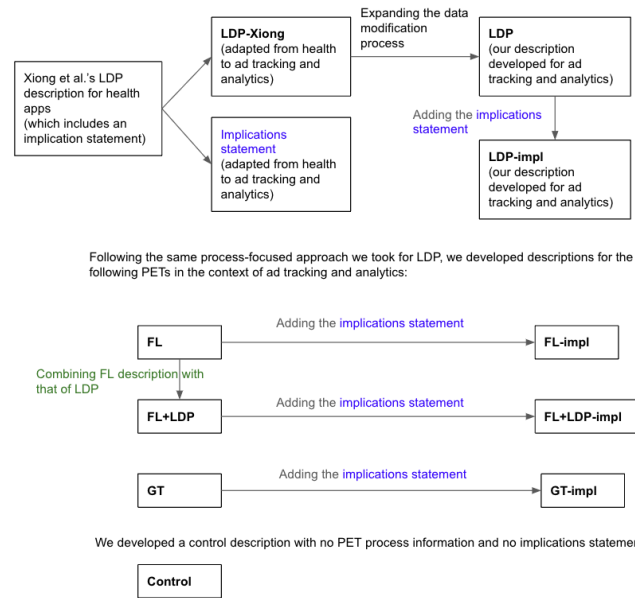 Xiong et al.'s LDP
description for health
apps
(which includes an
implication statement)
LDP-Xiong
(adapted from health
to ad tracking and
analytics)
Implications
statement
(adapted from health
to ad tracking and
analytics)
Expanding the data
modification
process
LDP
(our description
developed for ad
tracking and
analytics)
Adding the implications
statement
LDP-impl
(our description
developed for ad
tracking and analytics)
Following the same process-focused approach we took for LDP, we developed descriptions for the
following PETs in the context of ad tracking and analytics:
FL
Adding the implications statement
FL-impl
Combining FL description with
that of LDP
FL+LDP
Adding the implications statement
FL+LDP-impl
GT
Adding the implications statement
GT-impl
We developed a control description with no PET process information and no implications stateme
Control